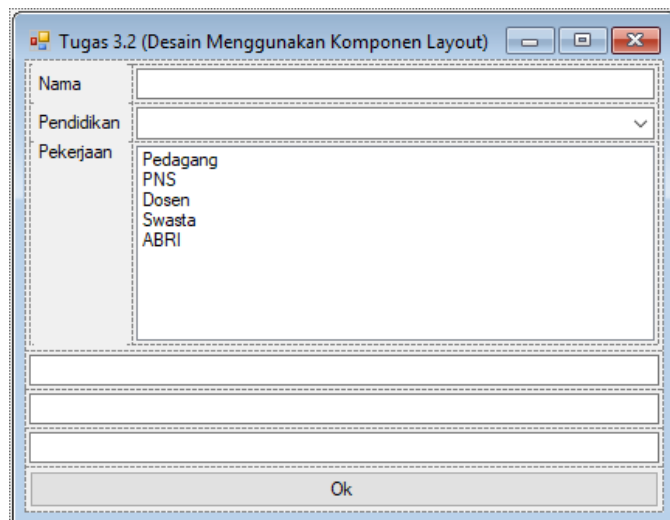 Tugas 3.2 (Desain Menggunakan Komponen Layout)
Nama
Pendidikan
Pekerjaan
Pedagang
PNS
Dosen
Swasta
ABRI
Ok